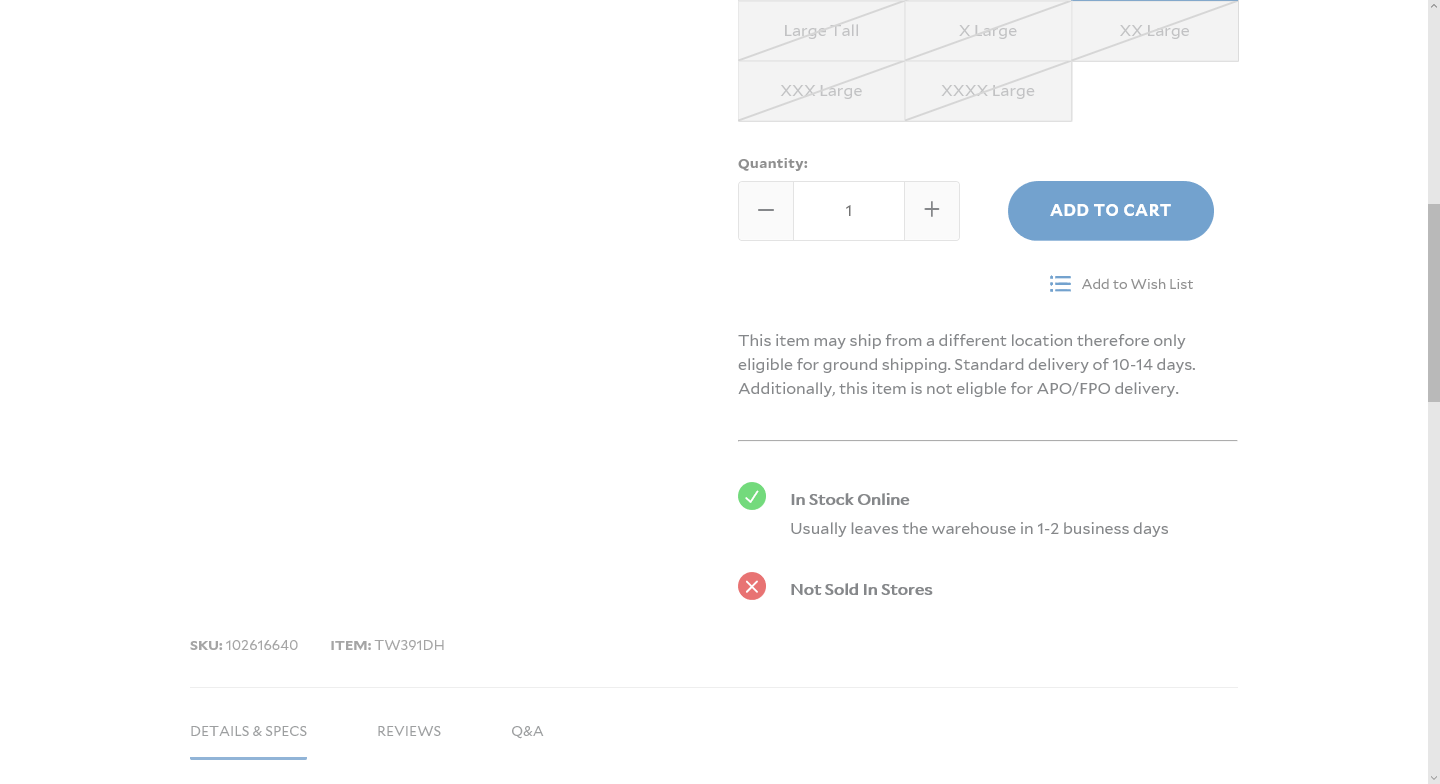 Large Tall
X Large
XX Large
XXX Large
XXXX Large
Quantity:
1
ADD TO CART
Add to Wish List
This item may ship from a different location therefore only
eligible for ground shipping. Standard delivery of 10-14 days.
Additionally, this item is not eligble for APO/FPO delivery.
In Stock Online
Usually leaves the warehouse in 1-2 business days
Not Sold In Stores
SKU: 102616640 ITEM: TW391DH
DETAILS & SPECS REVIEWS Q&A